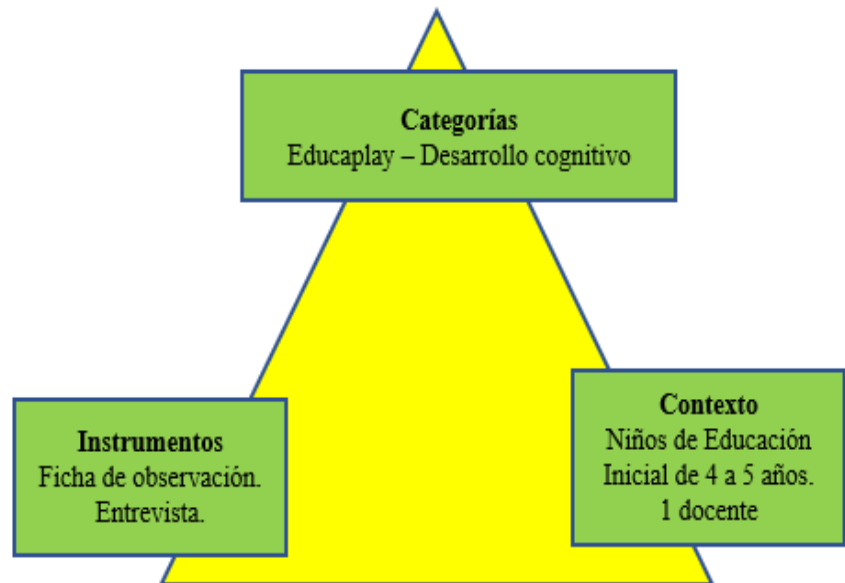 Categorías
Educaplay – Desarrollo cognitivo
Instrumentos
Ficha de observación.
Entrevista.
Contexto
Niños de Educación
Inicial de 4 a 5 años.
1 docente